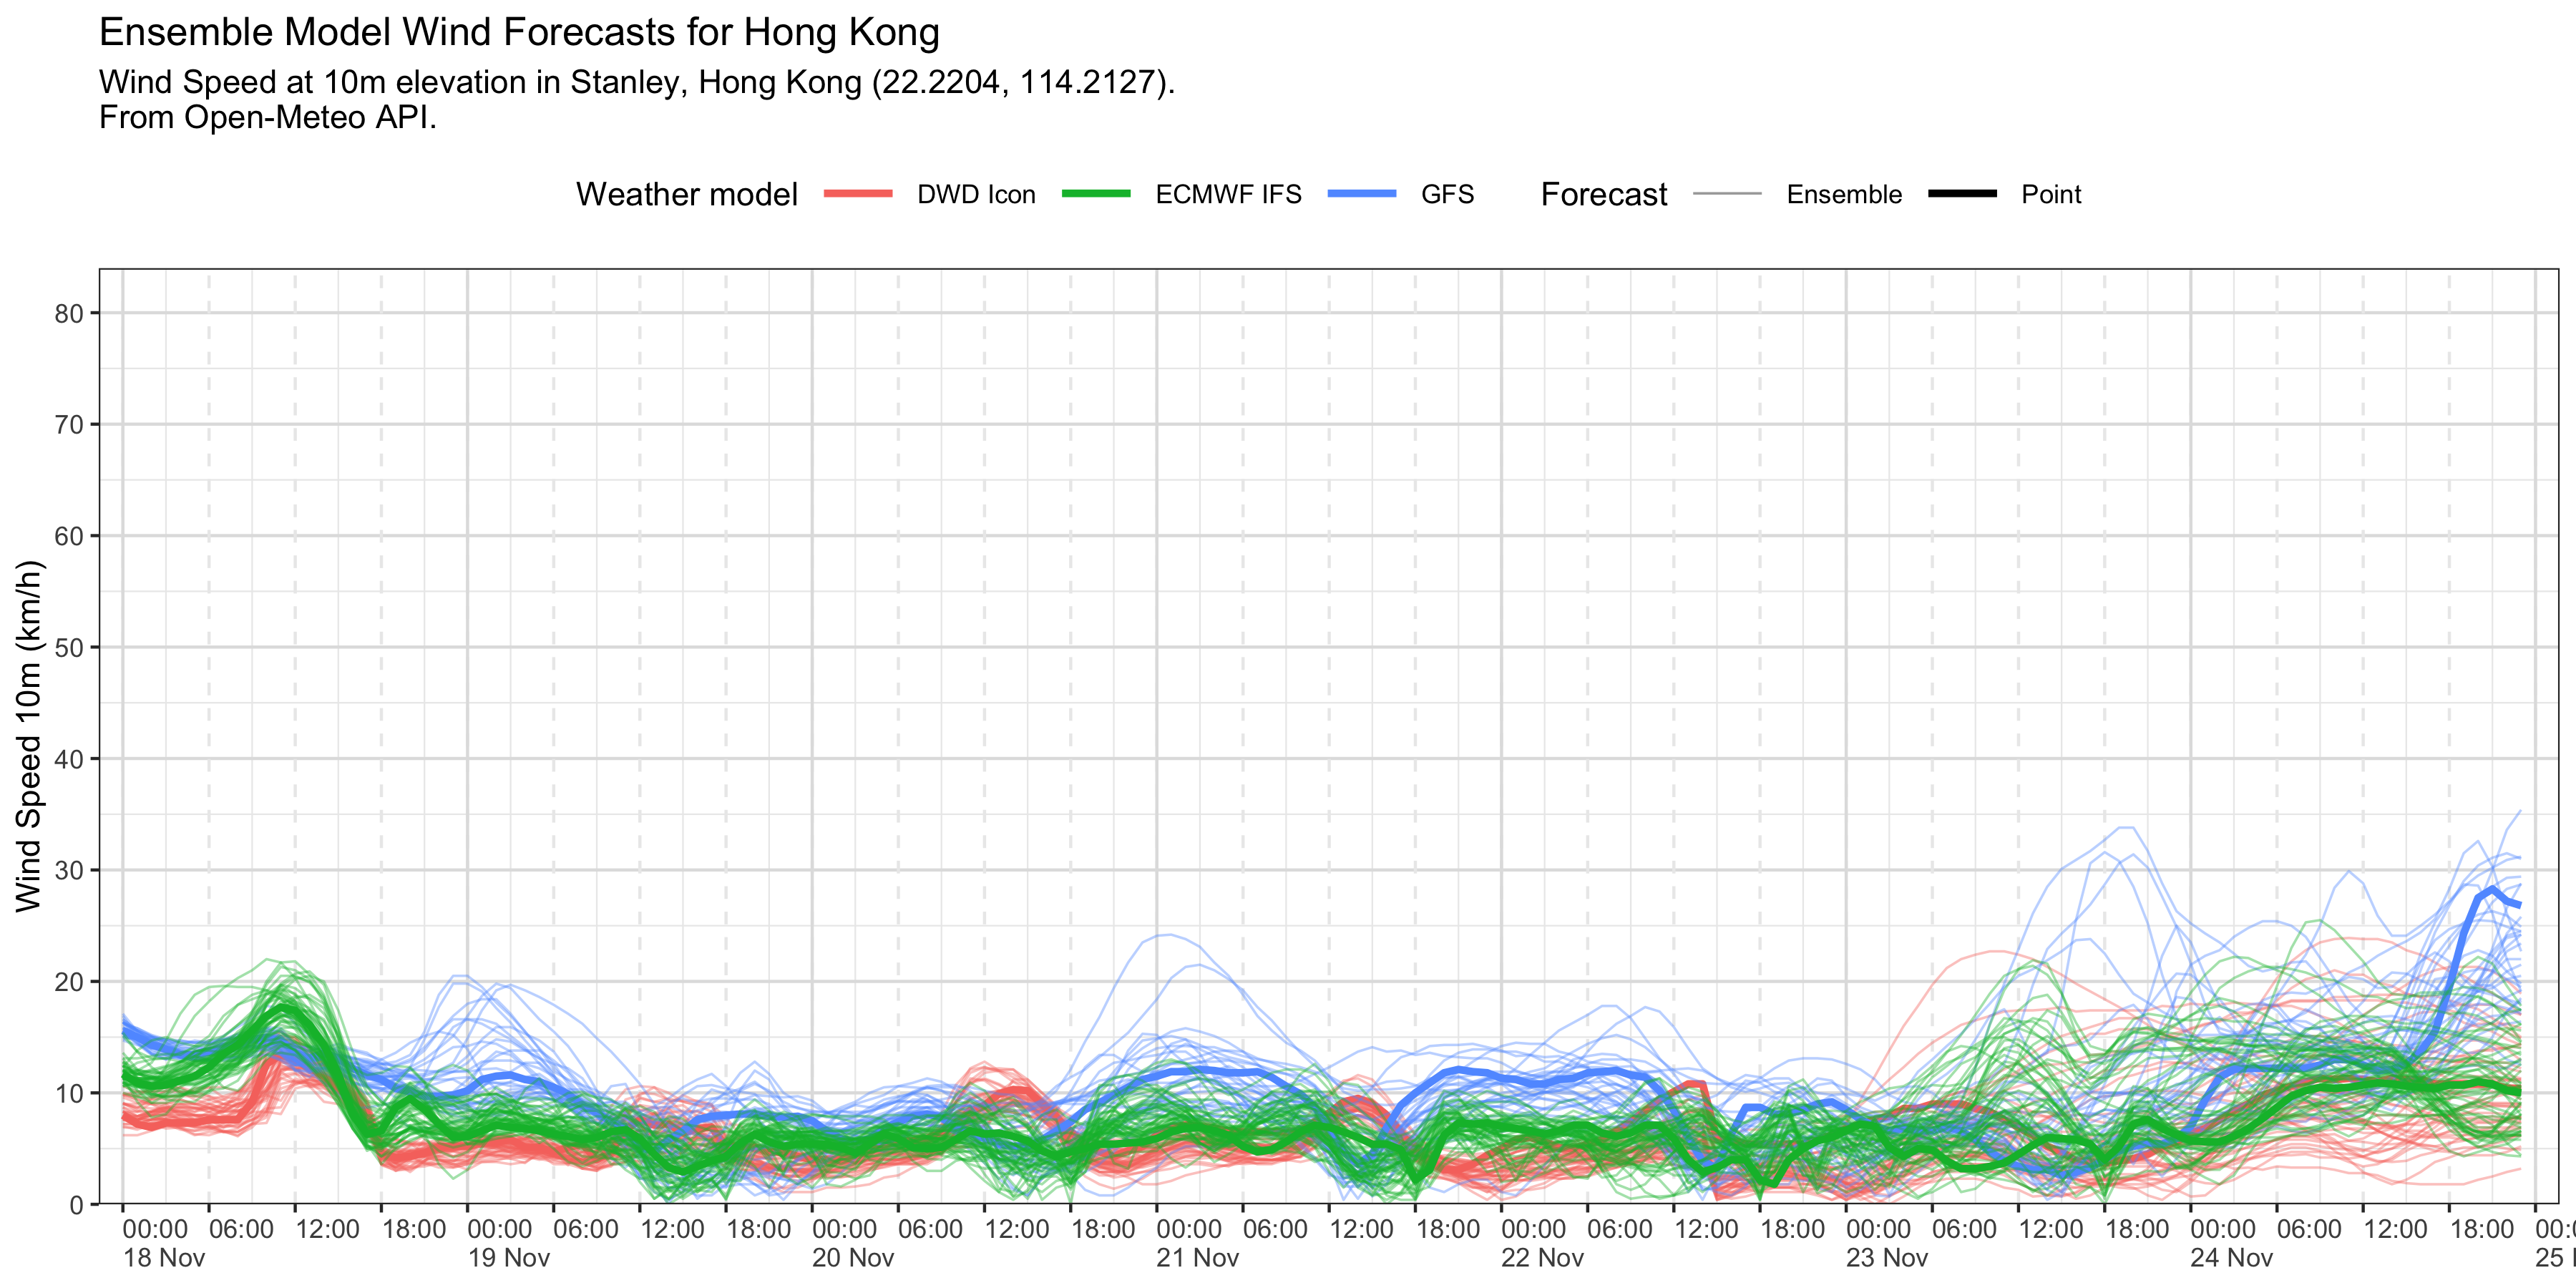 Ensemble Model Wind Forecasts for Hong Kong
Wind Speed at 10m elevation in Stanley, Hong Kong (22.2204, 114.2127).
From Open-Meteo API.
Weather model DWD Icon ECMWF IFS GFS Forecast Ensemble Point
Wind Speed 10m (km/h)
80
70
60
50
40
30
20
10
0
00:00 06:00 12:00 18:00 00:00 06:00 12:00 18:00 00:00 06:00 12:00 18:00 00:00 06:00 12:00 18:00 00:00 06:00 12:00 18:00 00:00 06:00 12:00 18:00 00:00 06:00 12:00 18:00
18 Nov 19 Nov 20 Nov 21 Nov 22 Nov 23 Nov 24 Nov 25